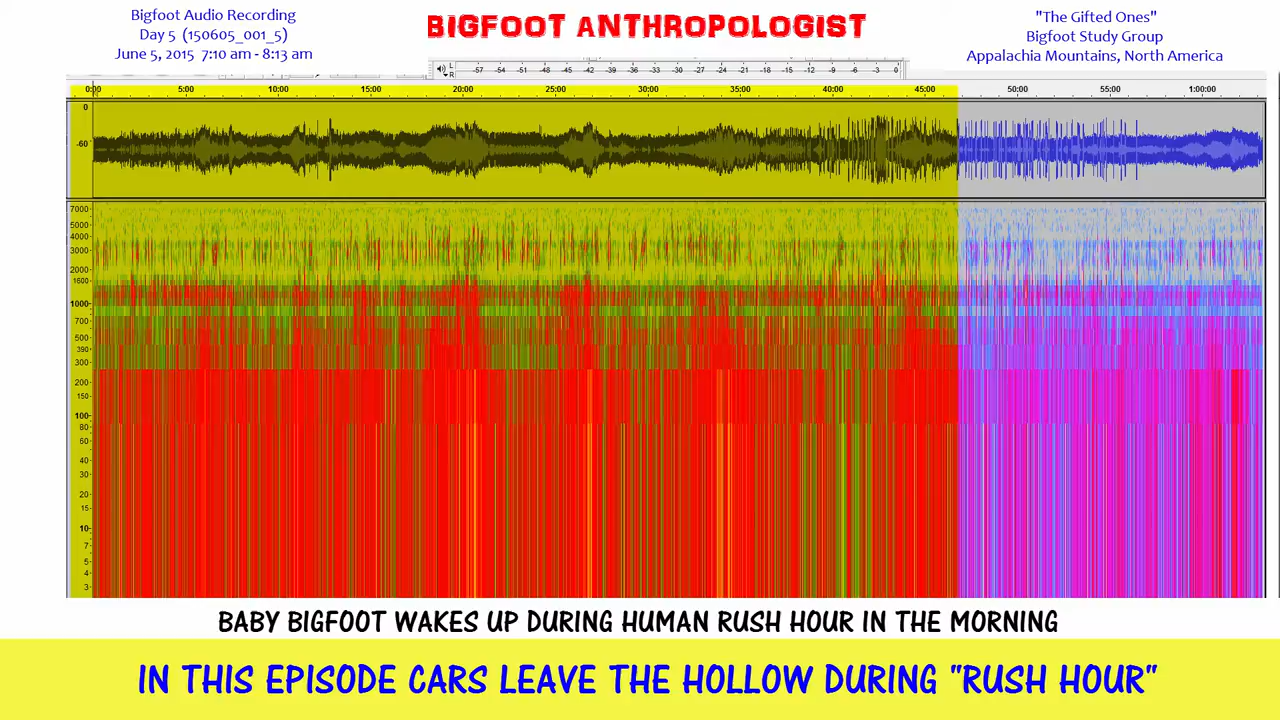 Bigfoot Audio Recording
Day 5 (150605_001_5)
June 5, 2015 7:10 am - 8:13 am
BIGFOOT ANTHROPOLOGIST
"The Gifted Ones"
Bigfoot Study Group
Appalachia Mountains, North America
L
R
-57 -54 -51 -48 -45 -42 -39 -36 -33 -30 -27 -24 -21 -18 -15 -12 -9 -6 -3 0
0:00 5:00 10:00 15:00 20:00 25:00 30:00 35:00 40:00 45:00 50:00 55:00 1:00:00
0
-60
7000
5000
4000
3000
2000
1600
1000
700
500
390
300
200
150
100
80
60
40
30
20
15
10
7
5
4
3
BABY BIGFOOT WAKES UP DURING HUMAN RUSH HOUR IN THE MORNING
IN THIS EPISODE CARS LEAVE THE HOLLOW DURING "RUSH HOUR"